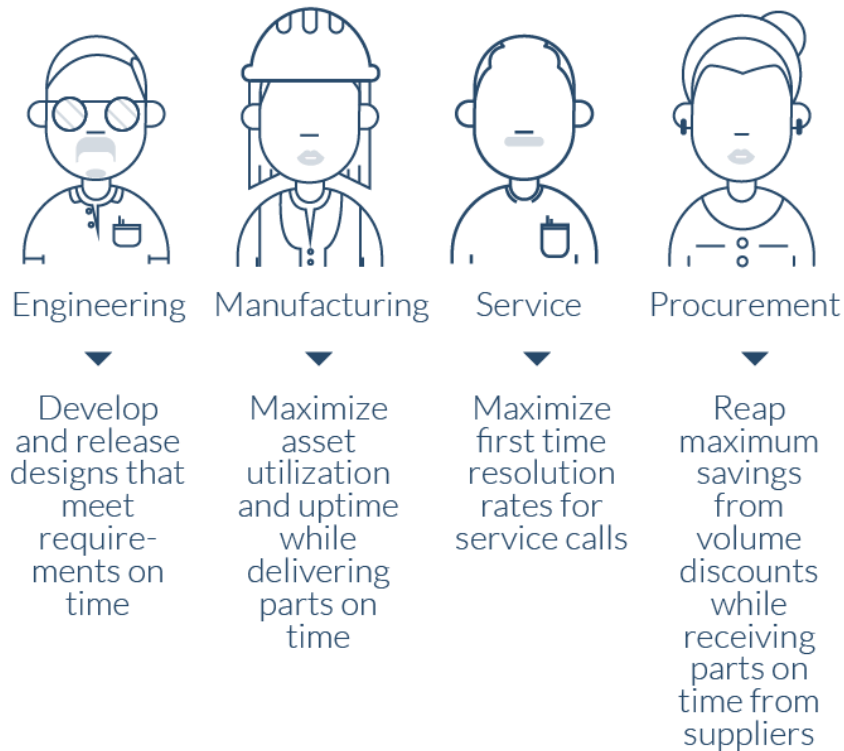 Engineering
Develop
and release
designs that
meet
require-
ments on
time
Manufacturing
Maximize
asset
utilization
and uptime
while
delivering
parts on
time
Service
Maximize
first time
resolution
rates for
service calls
Procurement
Reap
maximum
savings
from
volume
discounts
while
receiving
parts on
time from
suppliers